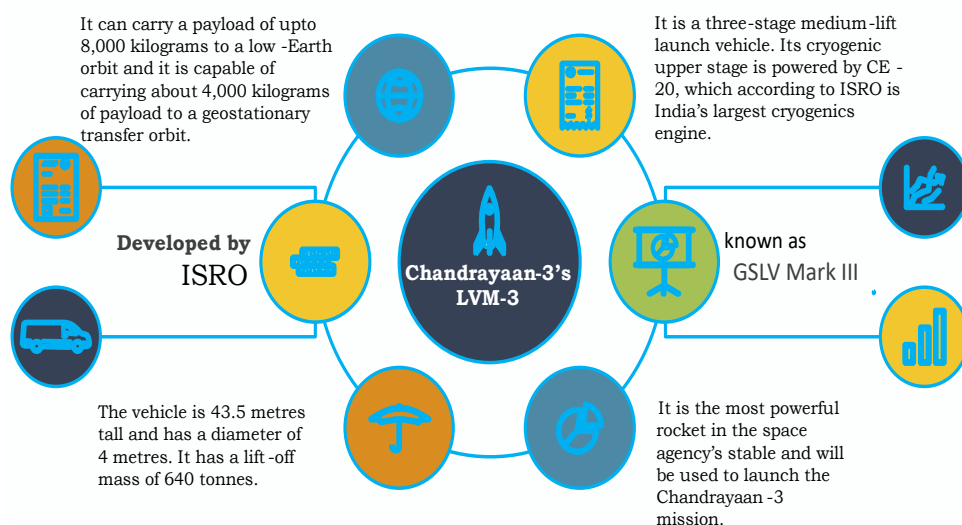 It can carry a payload of upto
8,000 kilograms to a low -Earth
orbit and it is capable of
carrying about 4,000 kilograms
of payload to a geostationary
transfer orbit.
It is a three-stage medium-lift
launch vehicle. Its cryogenic
upper stage is powered by CE -
20, which according to ISRO is
India’s largest cryogenics
engine.
Developed by
ISRO
Chandrayaan-3’s
LVM-3
known as
GSLV Mark III
The vehicle is 43.5 metres
tall and has a diameter of
4 metres. It has a lift -off
mass of 640 tonnes.
It is the most powerful
rocket in the space
agency’s stable and will
be used to launch the
Chandrayaan -3
mission.